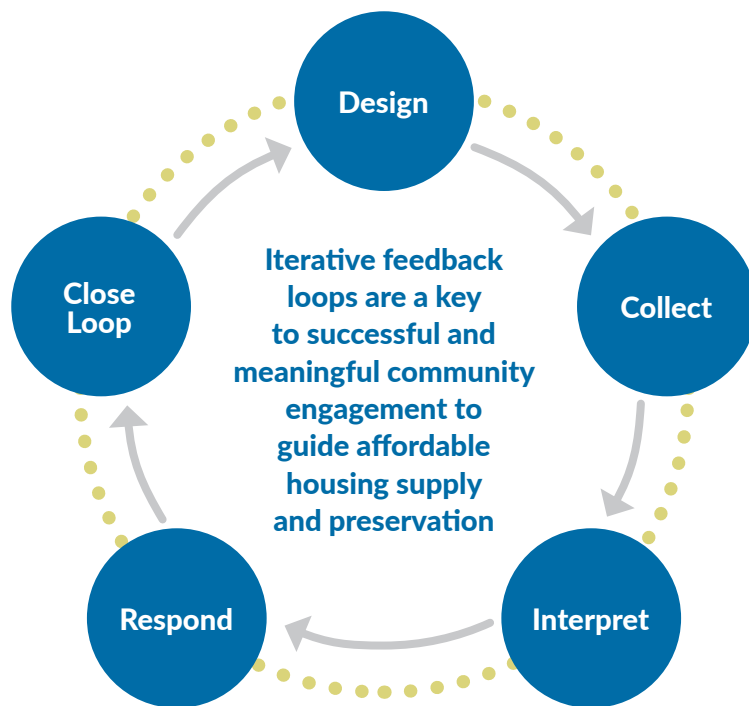 Design
Collect
Interpret
Respond
Close
Loop
Iterative feedback
loops are a key
to successful and
meaningful community
engagement to
guide affordable
housing supply
and preservation